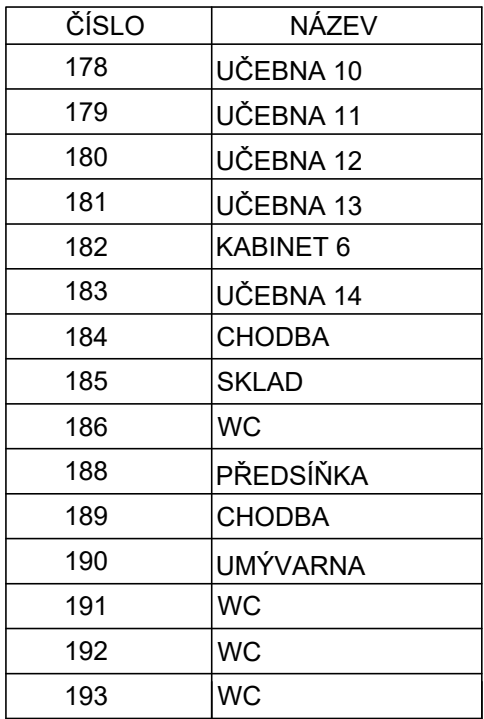 ČÍSLO NÁZEV
178 UČEBNA 10
179 UČEBNA 11
180 UČEBNA 12
181 UČEBNA 13
182 KABINET 6
183 UČEBNA 14
184 CHODBA
185 SKLAD
186 WC
188 PŘEDSÍŇKA
189 CHODBA
190 UMÝVARNA
191 WC
192 WC
193 WC